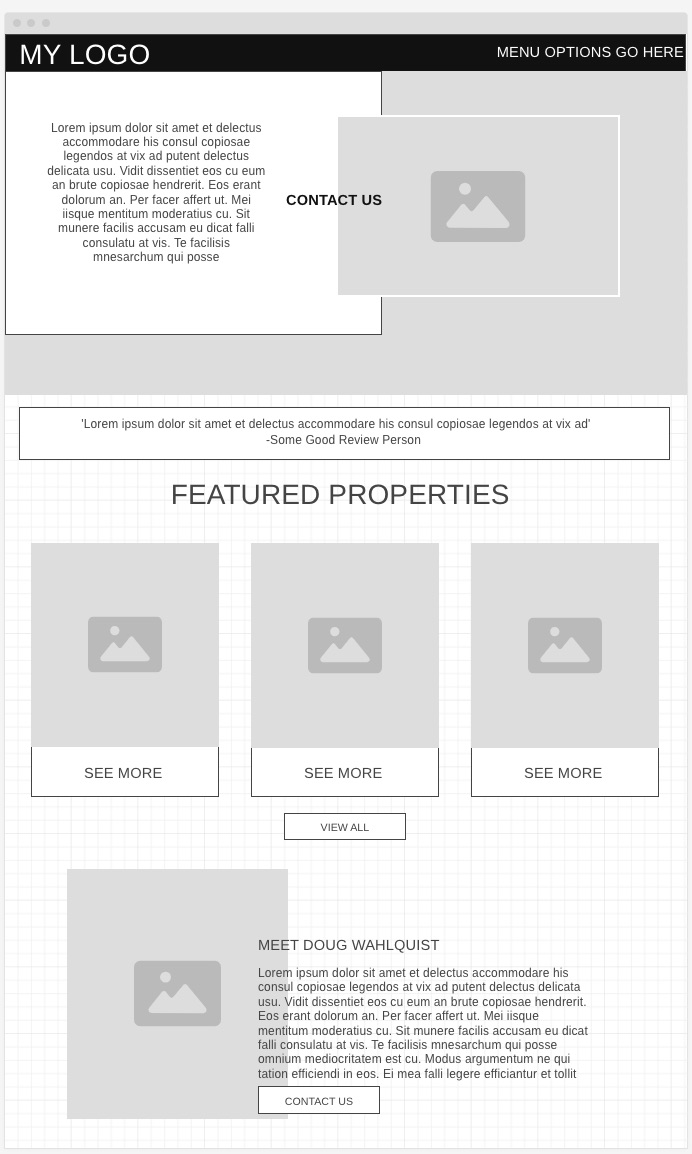 MY LOGO
MENU OPTIONS GO HERE
Lorem ipsum dolor sit amet et delectus
accommodare his consul copiosae
legendos at vix ad putent delectus
delicata usu. Vidit dissentiet eos cu eum
an brute copiosae hendrerit. Eos erant
dolorum an. Per facer affert ut. Mei
iisque mentitum moderatius cu. Sit
munere facilis accusam eu dicat falli
consulatu at vis. Te facilisis
mnesarchum qui posse
CONTACT US
'Lorem ipsum dolor sit amet et delectus accommodare his consul copiosae legendos at vix ad'
-Some Good Review Person
FEATURED PROPERTIES
SEE MORE
SEE MORE
SEE MORE
VIEW ALL
MEET DOUG WAHLQUIST
Lorem ipsum dolor sit amet et delectus accommodare his
consul copiosae legendos at vix ad putent delectus delicata
usu. Vidit dissentiet eos cu eum an brute copiosae hendrerit.
Eos erant dolorum an. Per facer affert ut. Mei iisque
mentitum moderatius cu. Sit munere facilis accusam eu dicat
falli consulatu at vis. Te facilisis mnesarchum qui posse
omnium mediocritatem est cu. Modus argumentum ne qui
tation efficiendi in eos. Ei mea falli legere efficiantur et tollit
CONTACT US